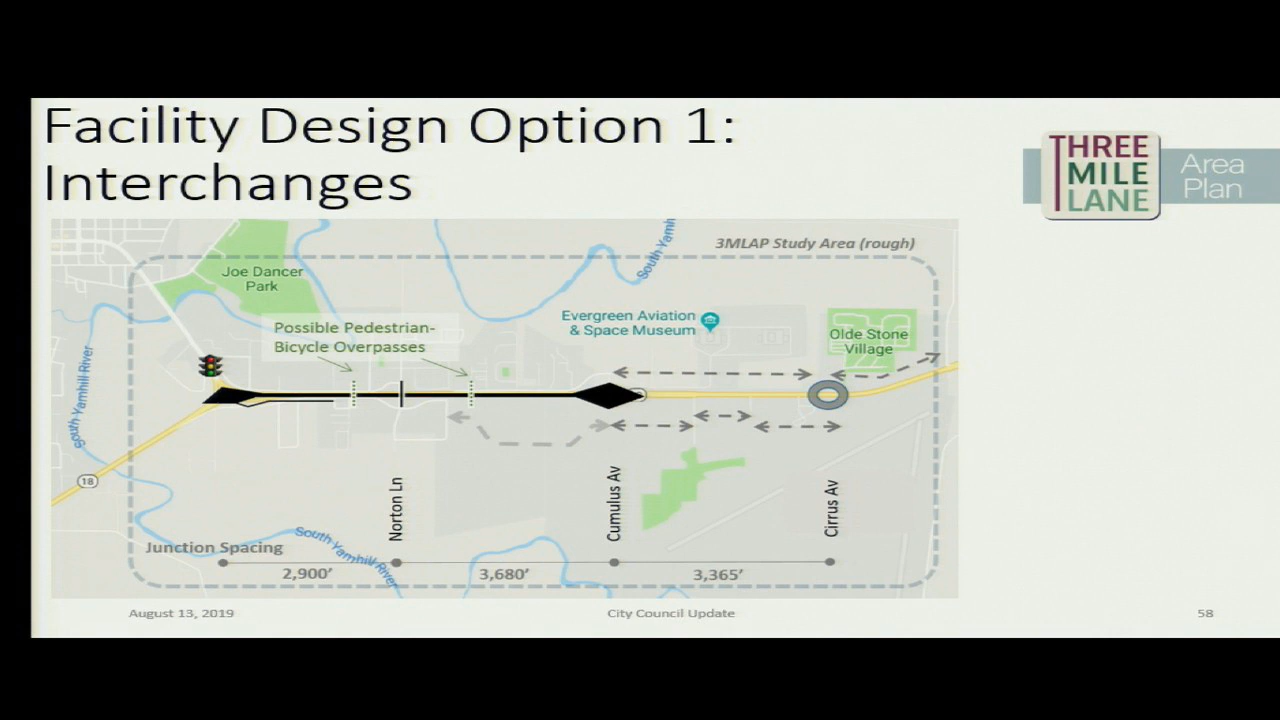 Facility Design Option 1:
Interchanges
THREE
MILE
LANE
Area
Plan
3MLAP Study Area (rough)
South Yamh
Joe Dancer
Park
Evergreen Aviation
& Space Museum
Possible Pedestrian-
Bicycle Overpasses
Olde Stone
Village
South Yamhill River
18
Norton Ln
Cumulus Av
Cirrus Av
South Yamhill River
Junction Spacing
2,900’
3,680’
3,365’
August 13, 2019
City Council Update
58